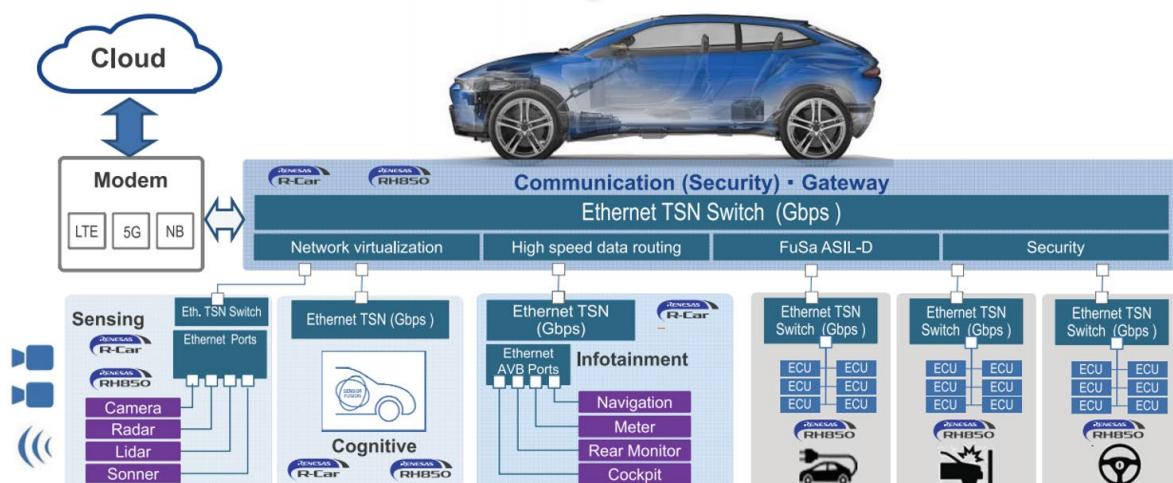 Cloud
Modem
LTE
5G
NB
RENESAS
R-Car
RENESAS
RH850
Communication (Security)・Gateway
Ethernet TSN Switch (Gbps )
Network virtualization
High speed data routing
FuSa ASIL-D
Security
Sensing
RENESAS
R-Car
RENESAS
RH850
Eth. TSN Switch
Ethernet Ports
Camera
Radar
Lidar
Sonner
Ethernet TSN (Gbps )
SENSOR
FUSION
Cognitive
RENESAS
R-Car
RENESAS
RH850
Ethernet TSN
(Gbps)
RENESAS
R-Car
Ethernet
AVB Ports
Infotainment
Navigation
Meter
Rear Monitor
Cockpit
Ethernet TSN
Switch (Gbps )
ECU
ECU
ECU
ECU
ECU
ECU
RENESAS
RH850
Ethernet TSN
Switch (Gbps )
ECU
ECU
ECU
ECU
ECU
ECU
RENESAS
RH850
Ethernet TSN
Switch (Gbps )
ECU
ECU
ECU
ECU
ECU
ECU
RENESAS
RH850